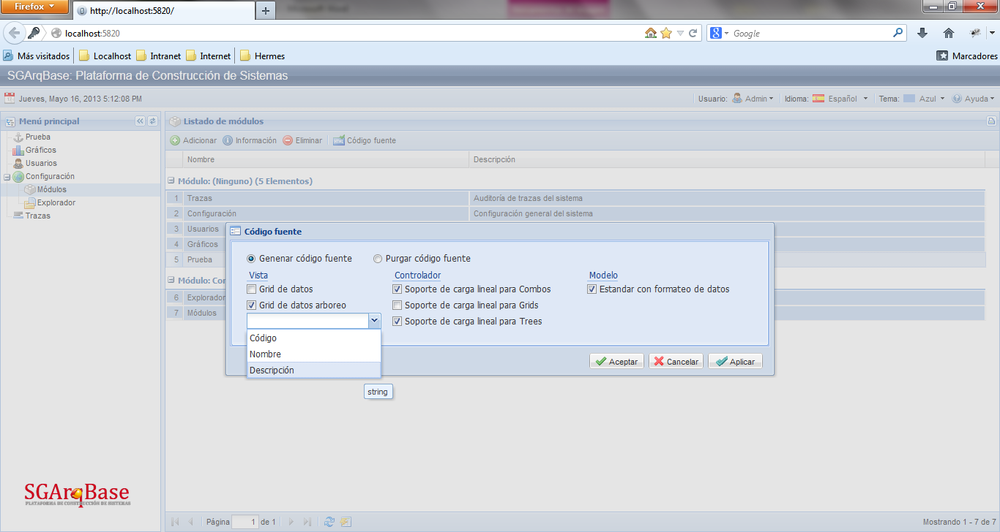 Firefox
http://localhost:5820/
localhost:5820
Google
Más visitados
Localhost
Intranet
Internet
Hermes
Marcadores
SGArqBase: Plataforma de Construcción de Sistemas
Jueves, Mayo 16, 2013 5:12:08 PM
Usuario: Admin
Idioma: Español
Tema: Azul
Ayuda
Menú principal
Prueba
Gráficos
Usuarios
Configuración
Módulos
Explorador
Trazas
Listado de módulos
Adicionar
Información
Eliminar
Código fuente
Nombre
Descripción
Módulo: (Ninguno) (5 Elementos)
1 Trazas Auditoría de trazas del sistema
2 Configuración Configuración general del sistema
3 Usuarios
4 Gráficos
5 Prueba
Módulo: Co
6 Explorador
7 Módulos
Código fuente
Genenar código fuente
Purgar código fuente
Vista
Controlador
Modelo
Grid de datos
Soporte de carga lineal para Combos
Estandar con formateo de datos
Grid de datos arboreo
Soporte de carga lineal para Grids
Soporte de carga lineal para Trees
Código
Nombre
Descripción
Aceptar
Cancelar
Aplicar
string
SGArqBase
PLATAFORMA DE CONSTRUCCIÓN DE SISTEMAS
Página 1 de 1
Mostrando 1 - 7 de 7